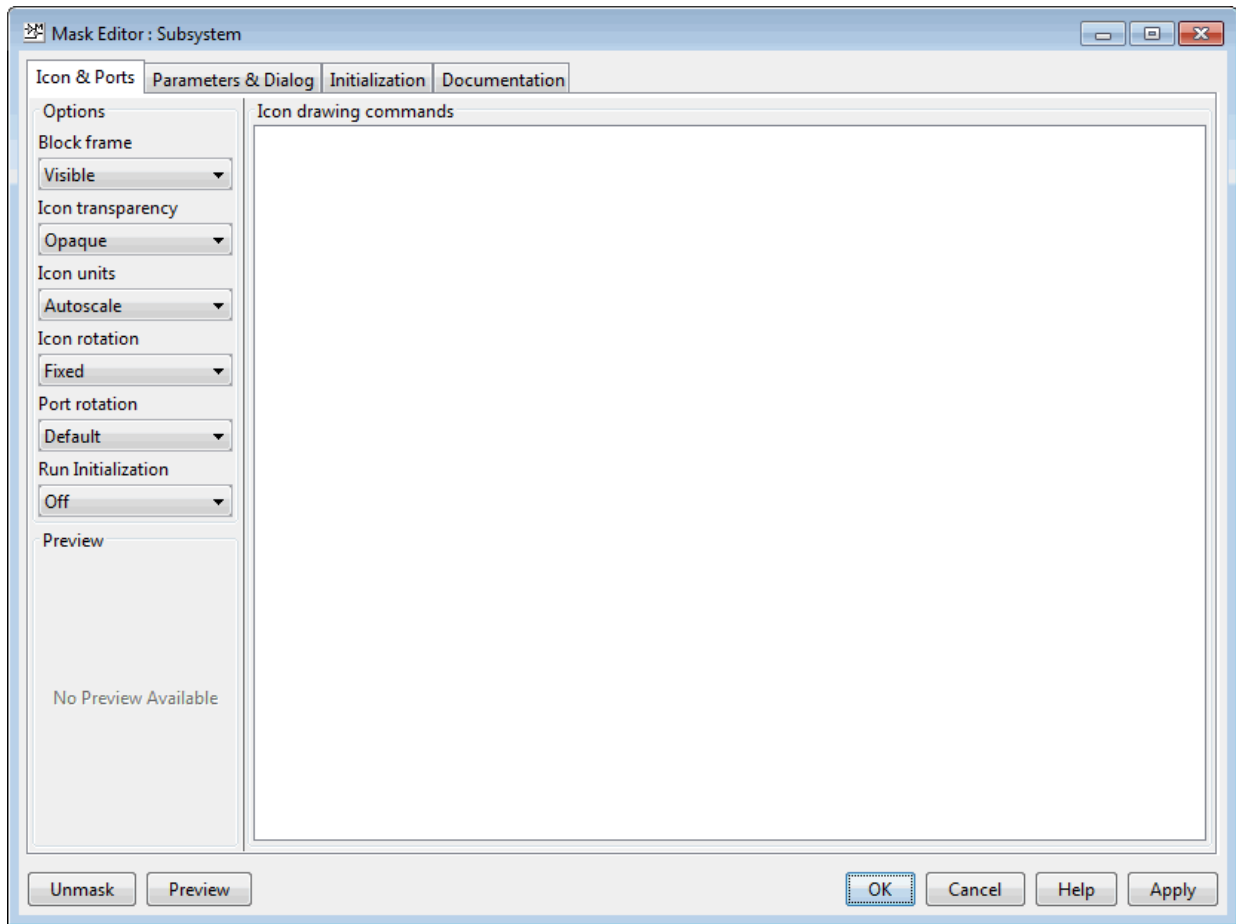 Mask Editor : Subsystem
Icon & Ports Parameters & Dialog Initialization Documentation
Options
Block frame
Visible
Icon transparency
Opaque
Icon units
Autoscale
Icon rotation
Fixed
Port rotation
Default
Run Initialization
Off
Preview
No Preview Available
Icon drawing commands
Unmask Preview OK Cancel Help Apply